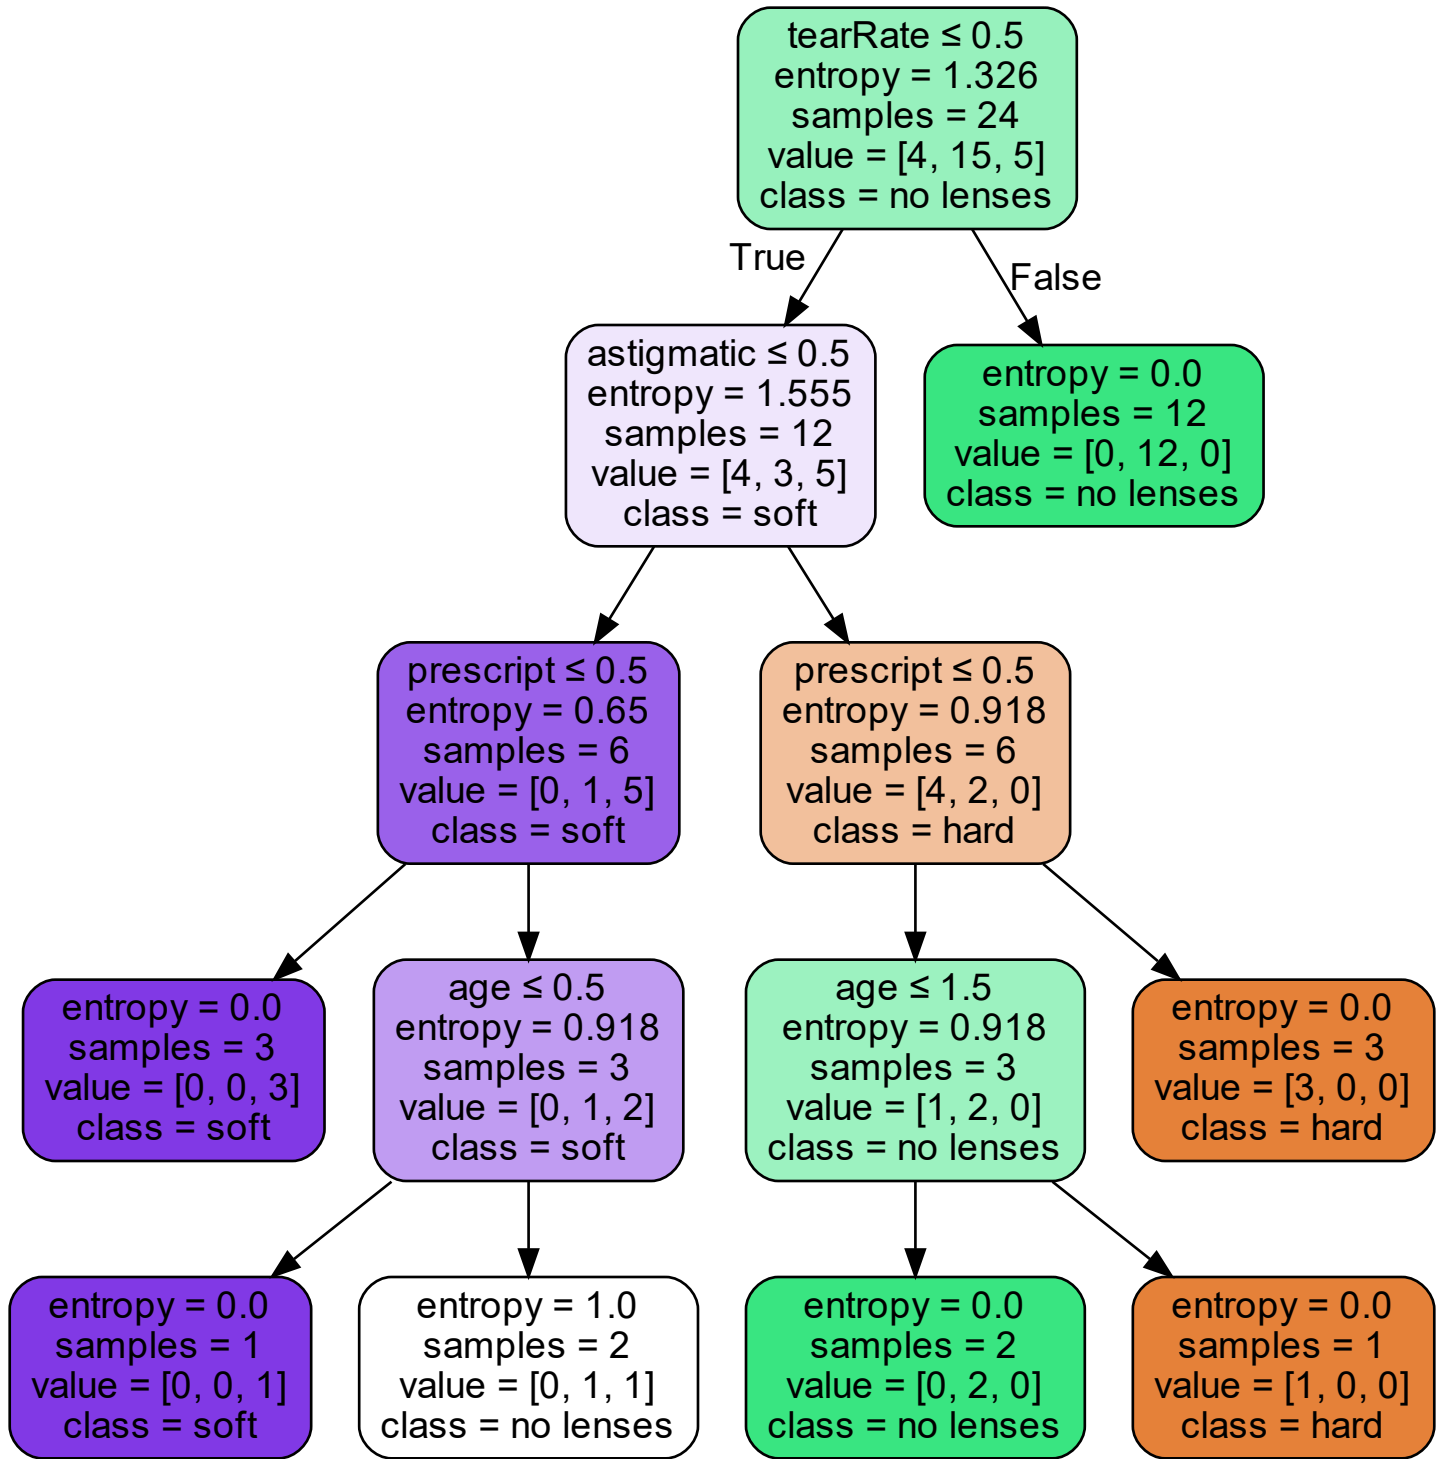 tearRate ≤ 0.5
entropy = 1.326
samples = 24
value = [4, 15, 5]
class = no lenses
True
False
astigmatic ≤ 0.5
entropy = 1.555
samples = 12
value = [4, 3, 5]
class = soft
entropy = 0.0
samples = 12
value = [0, 12, 0]
class = no lenses
prescript ≤ 0.5
entropy = 0.65
samples = 6
value = [0, 1, 5]
class = soft
prescript ≤ 0.5
entropy = 0.918
samples = 6
value = [4, 2, 0]
class = hard
entropy = 0.0
samples = 3
value = [0, 0, 3]
class = soft
age ≤ 0.5
entropy = 0.918
samples = 3
value = [0, 1, 2]
class = soft
age ≤ 1.5
entropy = 0.918
samples = 3
value = [1, 2, 0]
class = no lenses
entropy = 0.0
samples = 3
value = [3, 0, 0]
class = hard
entropy = 0.0
samples = 1
value = [0, 0, 1]
class = soft
entropy = 1.0
samples = 2
value = [0, 1, 1]
class = no lenses
entropy = 0.0
samples = 2
value = [0, 2, 0]
class = no lenses
entropy = 0.0
samples = 1
value = [1, 0, 0]
class = hard